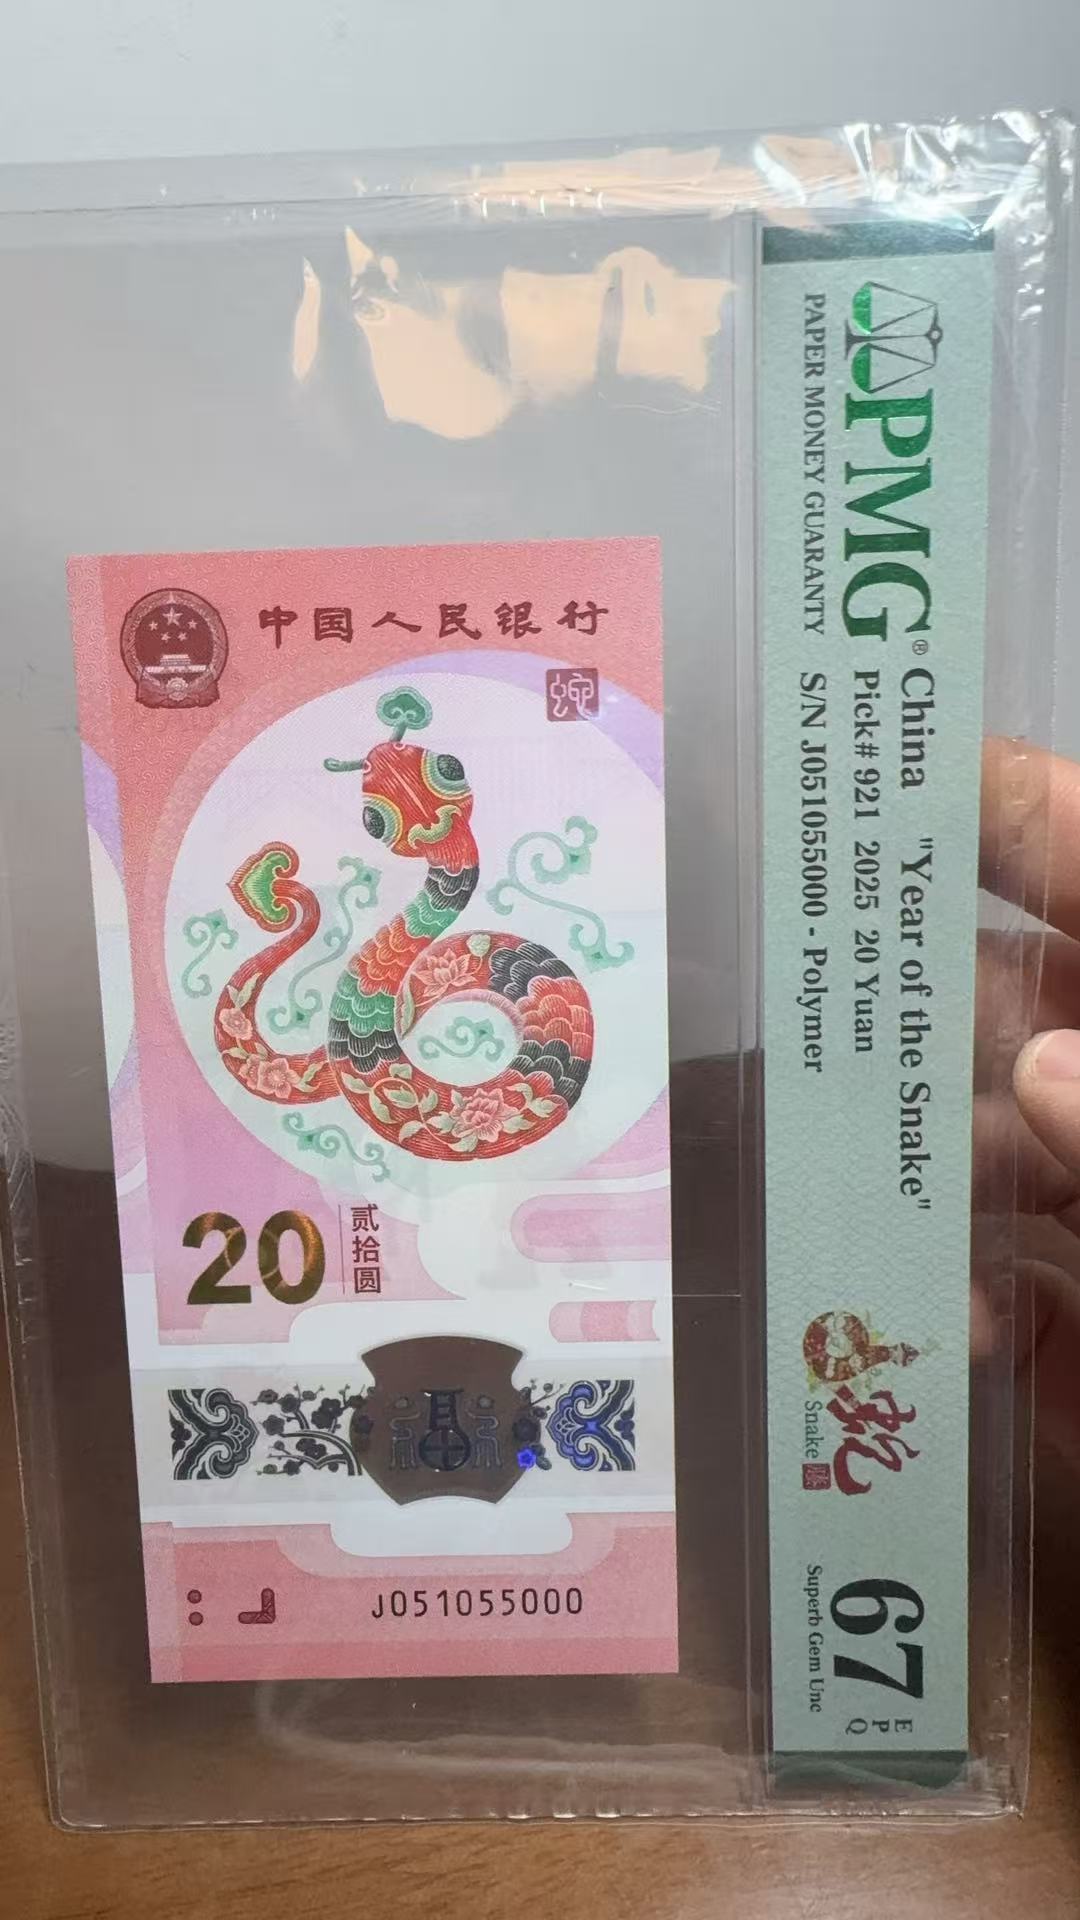 中国人民银行
蛇
20
贰拾圆
J051055000
PMG®
PAPER MONEY GUARANTY
China "Year of the Snake"
Pick# 921 2025 20 Yuan
S/N J051055000 - Polymer
蛇
Snake
67
EPQ
Superb Gem Unc